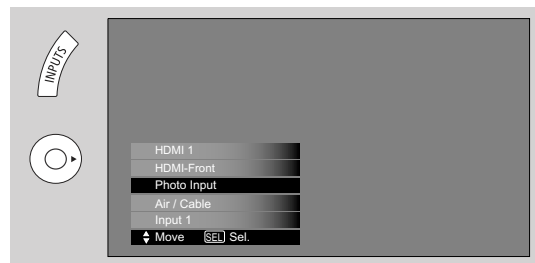 INPUTS
HDMI 1
HDMI-Front
Photo Input
Air / Cable
Input 1
Move SEL Sel.